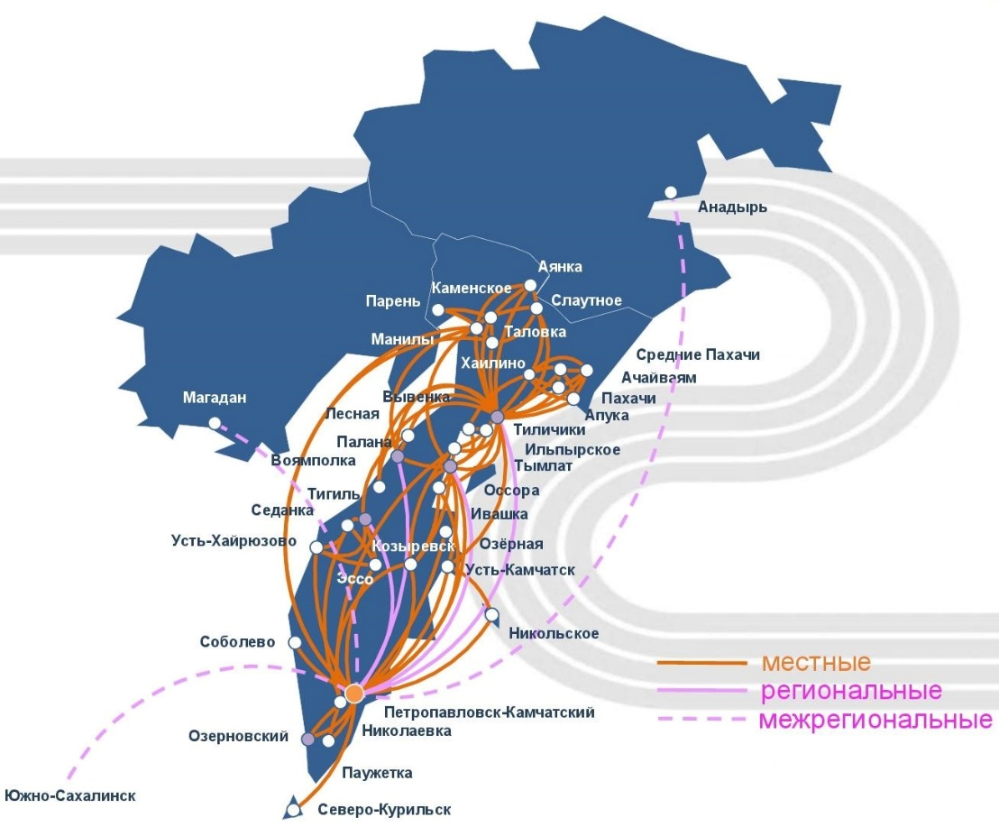 Анадырь
Аянка
Каменское
Парень
Слаутное
Таловка
Манилы
Средние Пахачи
Хаилино
Ачайваям
Магадан
Вывенка
Пахачи
Лесная
Апука
Тиличики
Палана
Ильпырское
Воямполка
Тымлат
Тигиль
Оссора
Седанка
Ивашка
Усть-Хайрюзово
Козыревск
Озёрная
Эссо
Усть-Камчатск
Никольское
Соболево
местные
региональные
межрегиональные
Петропавловск-Камчатский
Николаевка
Озерновский
Паужетка
Южно-Сахалинск
Северо-Курильск